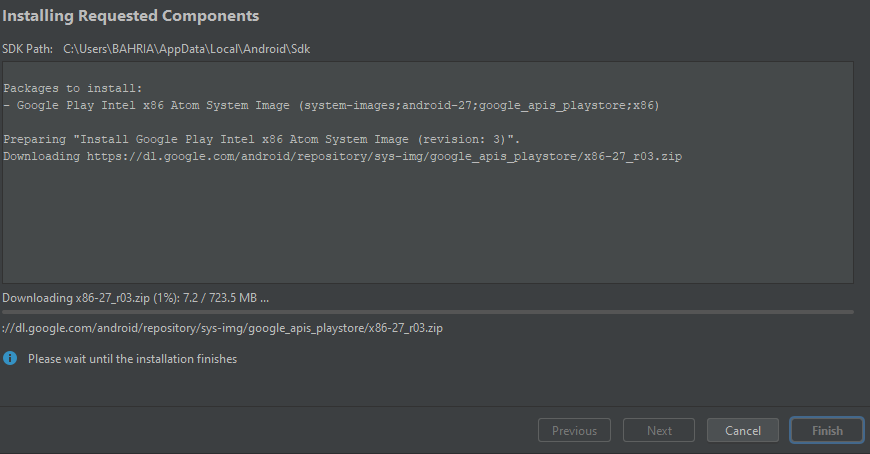 Installing Requested Components
SDK Path: C:\Users\BAHRIA\AppData\Local\Android\Sdk
Packages to install:
- Google Play Intel x86 Atom System Image (system-images;android-27;google_apis_playstore;x86)
Preparing "Install Google Play Intel x86 Atom System Image (revision: 3)".
Downloading https://dl.google.com/android/repository/sys-img/google_apis_playstore/x86-27_r03.zip
Downloading x86-27_r03.zip (1%): 7.2 / 723.5 MB ...
://dl.google.com/android/repository/sys-img/google_apis_playstore/x86-27_r03.zip
Please wait until the installation finishes
Previous Next Cancel Finish